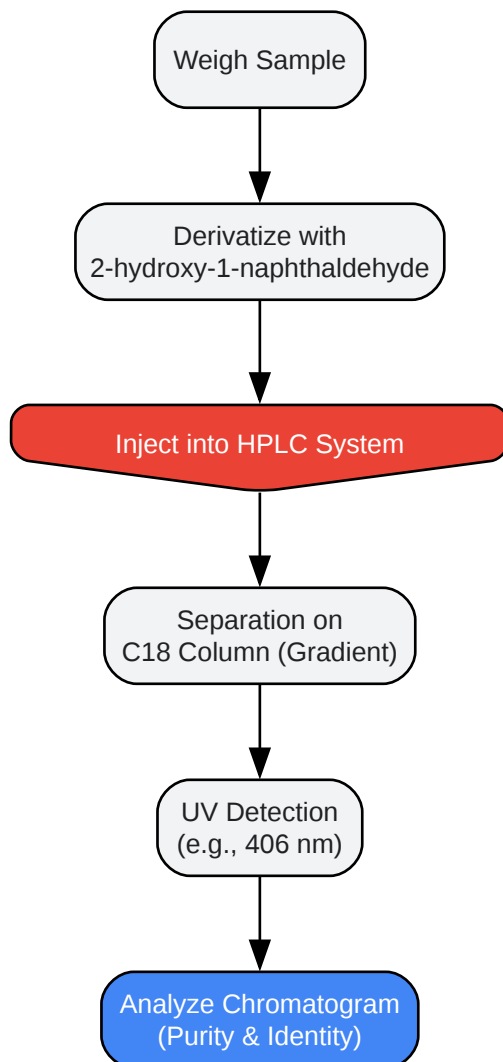 Weigh Sample
Derivatize with
2-hydroxy-1-naphthaldehyde
Inject into HPLC System
Separation on
C18 Column (Gradient)
UV Detection
(e.g., 406 nm)
Analyze Chromatogram
(Purity & Identity)